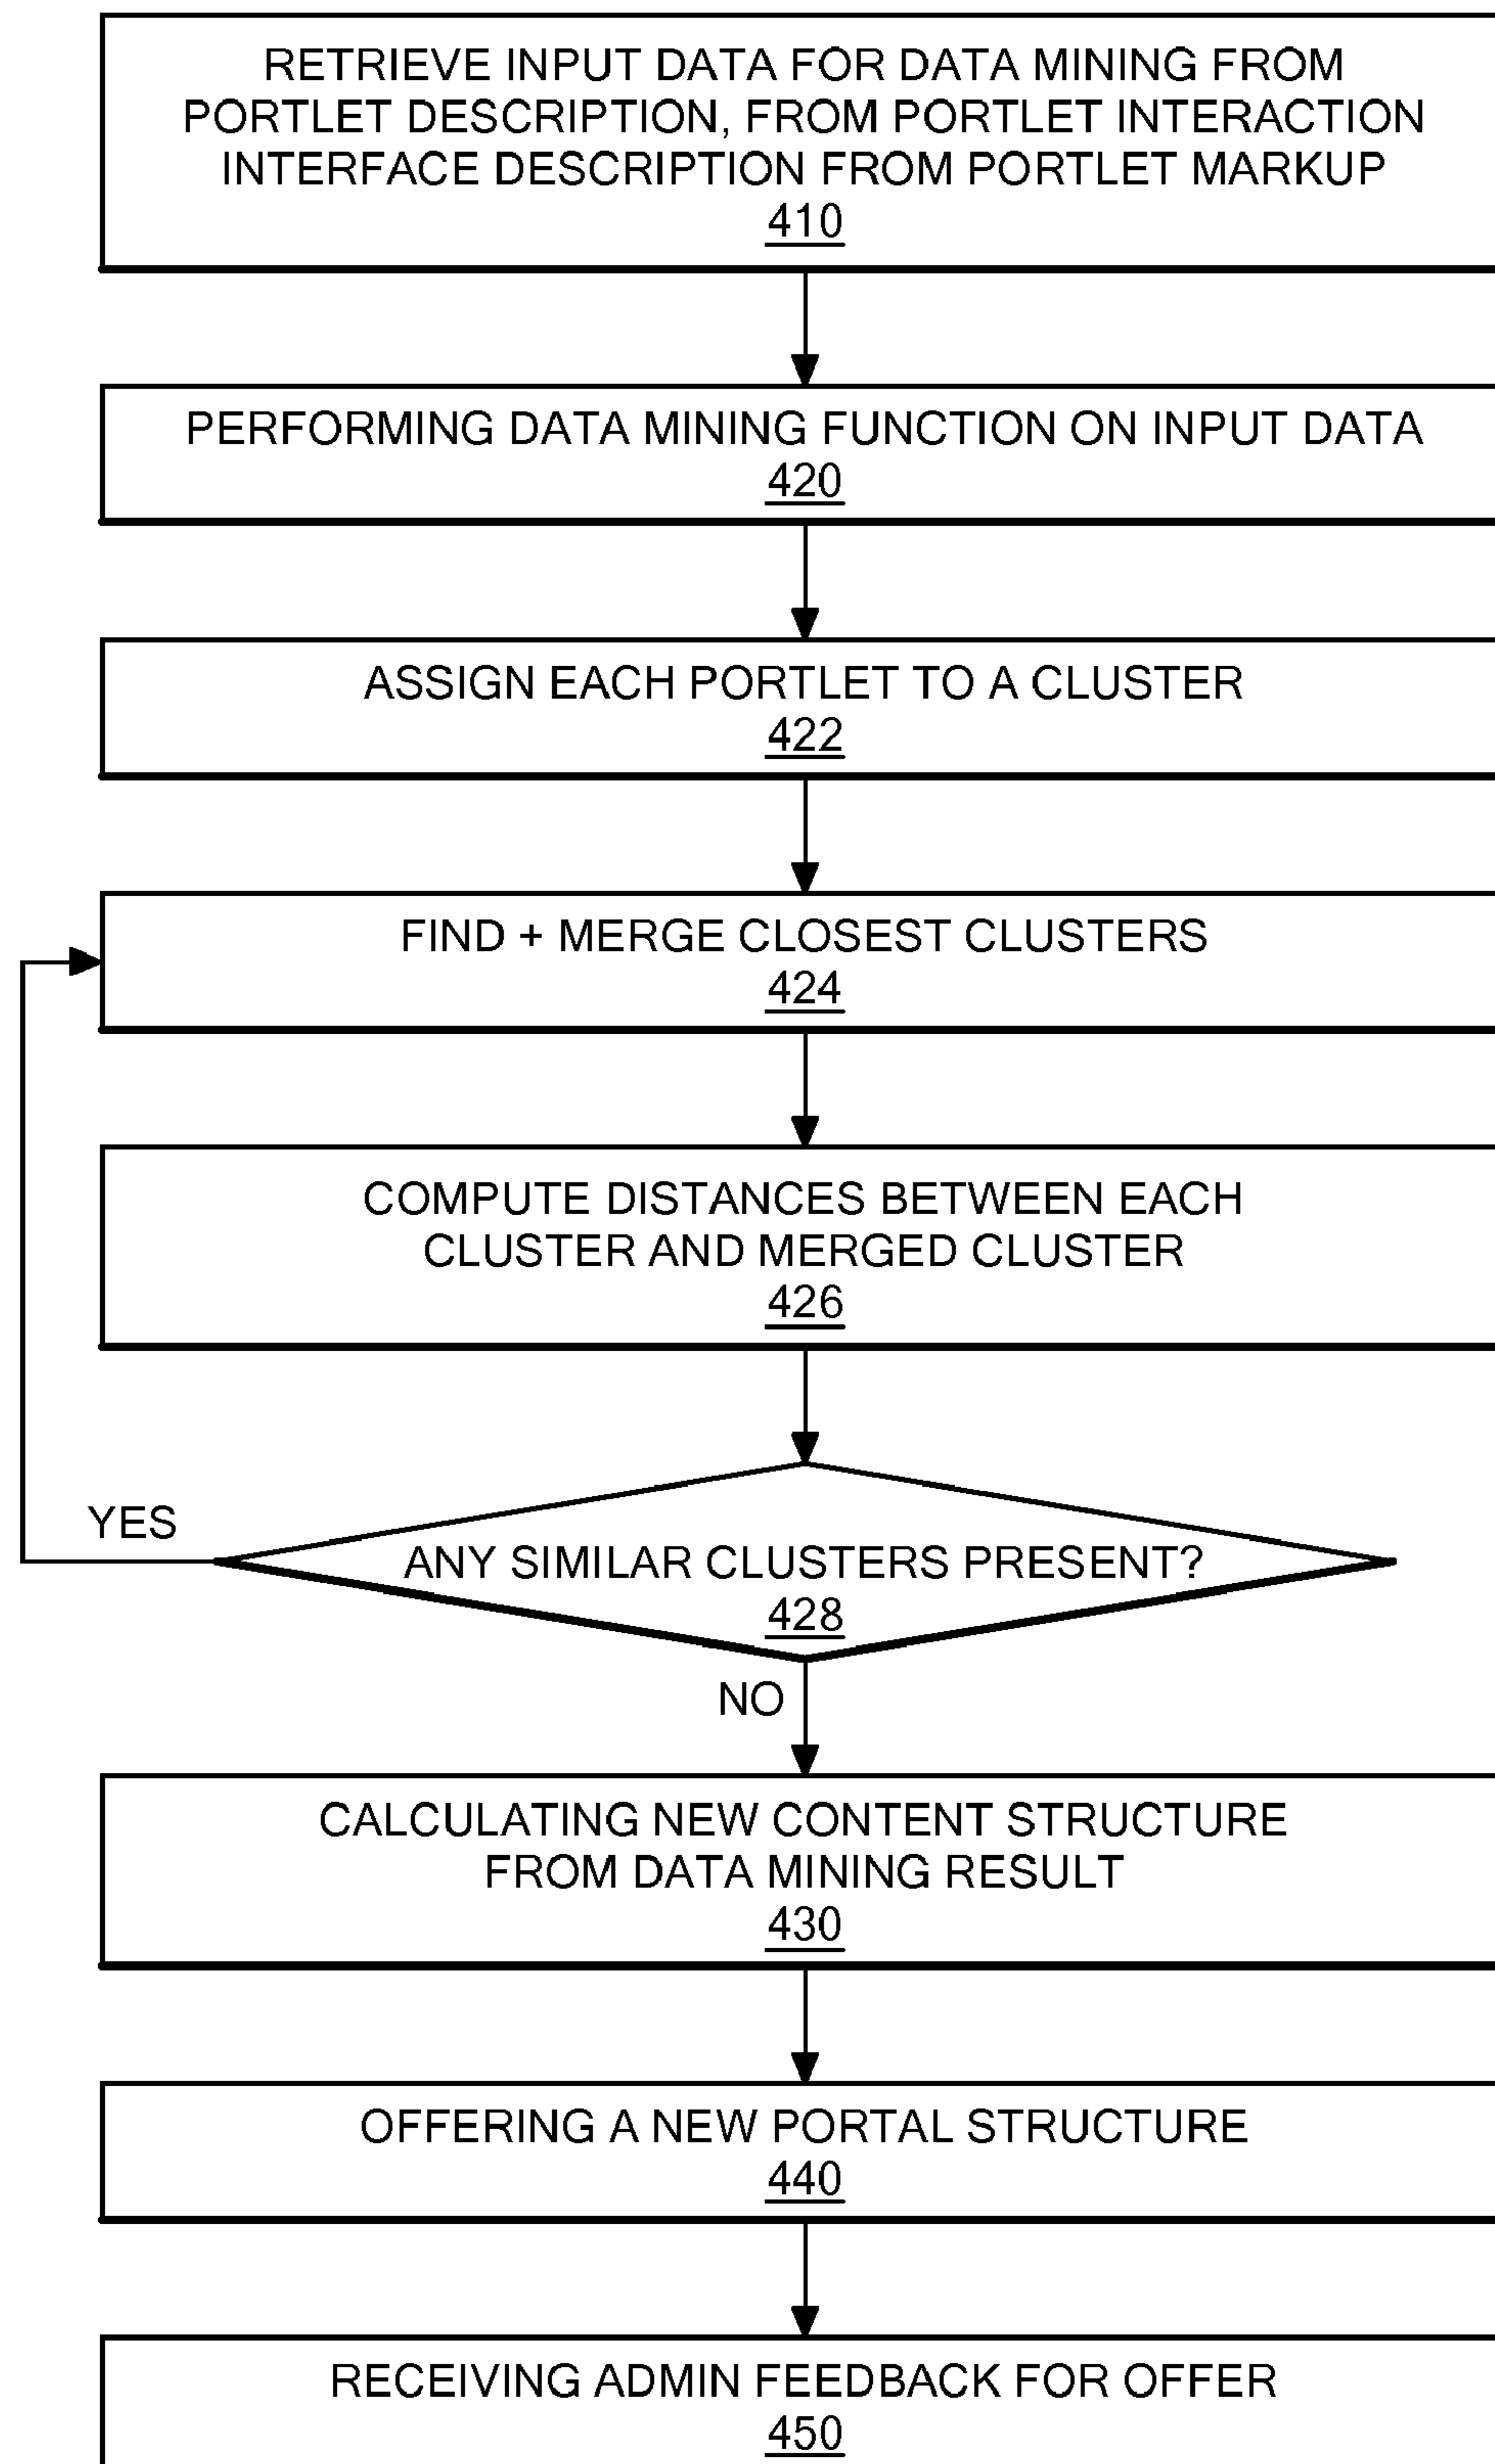 RETRIEVE INPUT DATA FOR DATA MINING FROM
PORTLET DESCRIPTION, FROM PORTLET INTERACTION
INTERFACE DESCRIPTION FROM PORTLET MARKUP
410
PERFORMING DATA MINING FUNCTION ON INPUT DATA
420
ASSIGN EACH PORTLET TO A CLUSTER
422
FIND + MERGE CLOSEST CLUSTERS
424
COMPUTE DISTANCES BETWEEN EACH
CLUSTER AND MERGED CLUSTER
426
YES
ANY SIMILAR CLUSTERS PRESENT?
428
NO
CALCULATING NEW CONTENT STRUCTURE
FROM DATA MINING RESULT
430
OFFERING A NEW PORTAL STRUCTURE
440
RECEIVING ADMIN FEEDBACK FOR OFFER
450